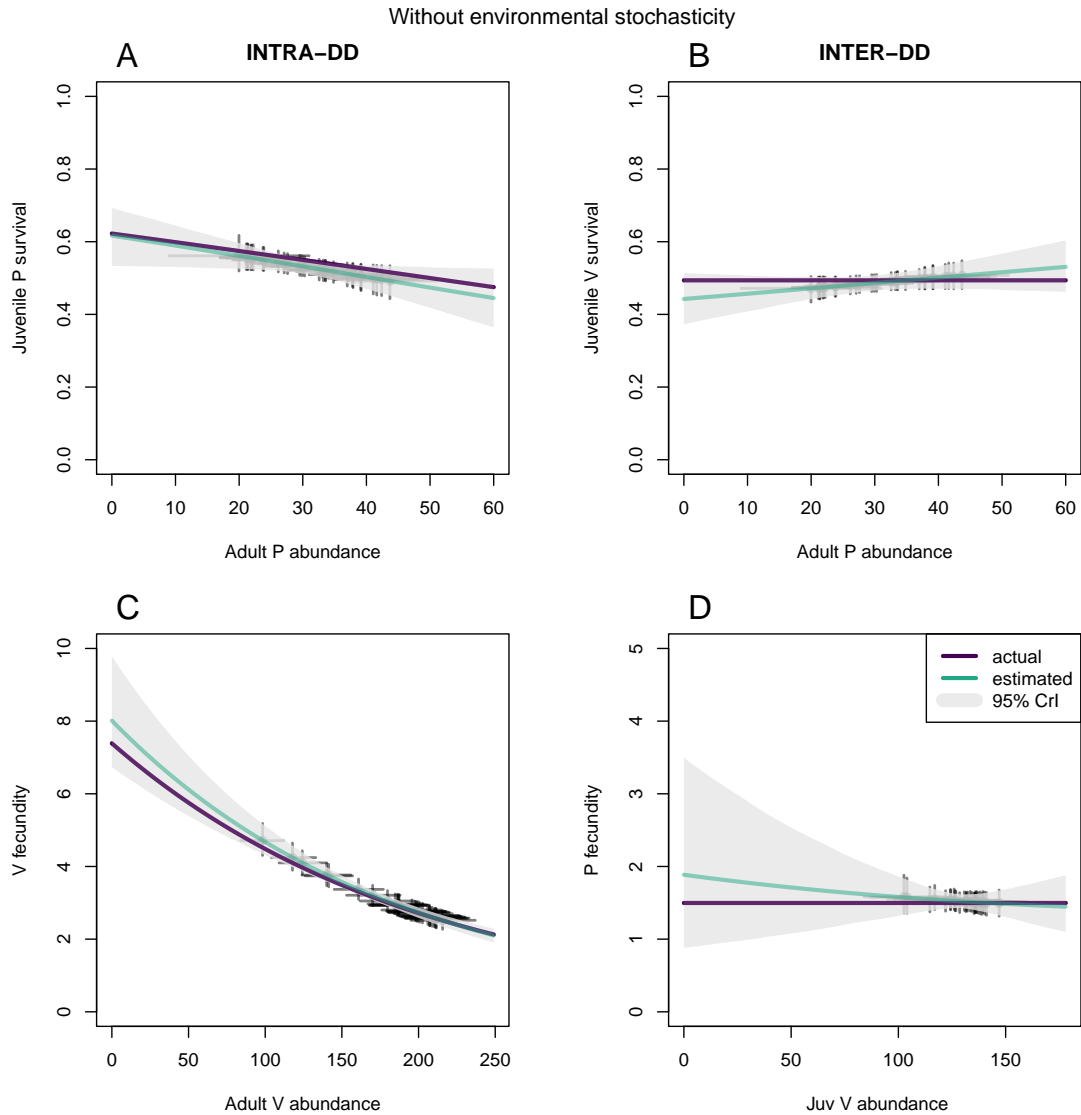 Without environmental stochasticity
A
INTRA−DD
Juvenile P survival
1.0
0.8
0.6
0.4
0.2
0.0
0 10 20 30 40 50 60
Adult P abundance
B
INTER−DD
Juvenile V survival
1.0
0.8
0.6
0.4
0.2
0.0
0 10 20 30 40 50 60
Adult P abundance
C
V fecundity
10
8
6
4
2
0
0 50 100 150 200 250
Adult V abundance
D
P fecundity
5
4
3
2
1
0
actual
estimated
95% CrI
0 50 100 150
Juv V abundance